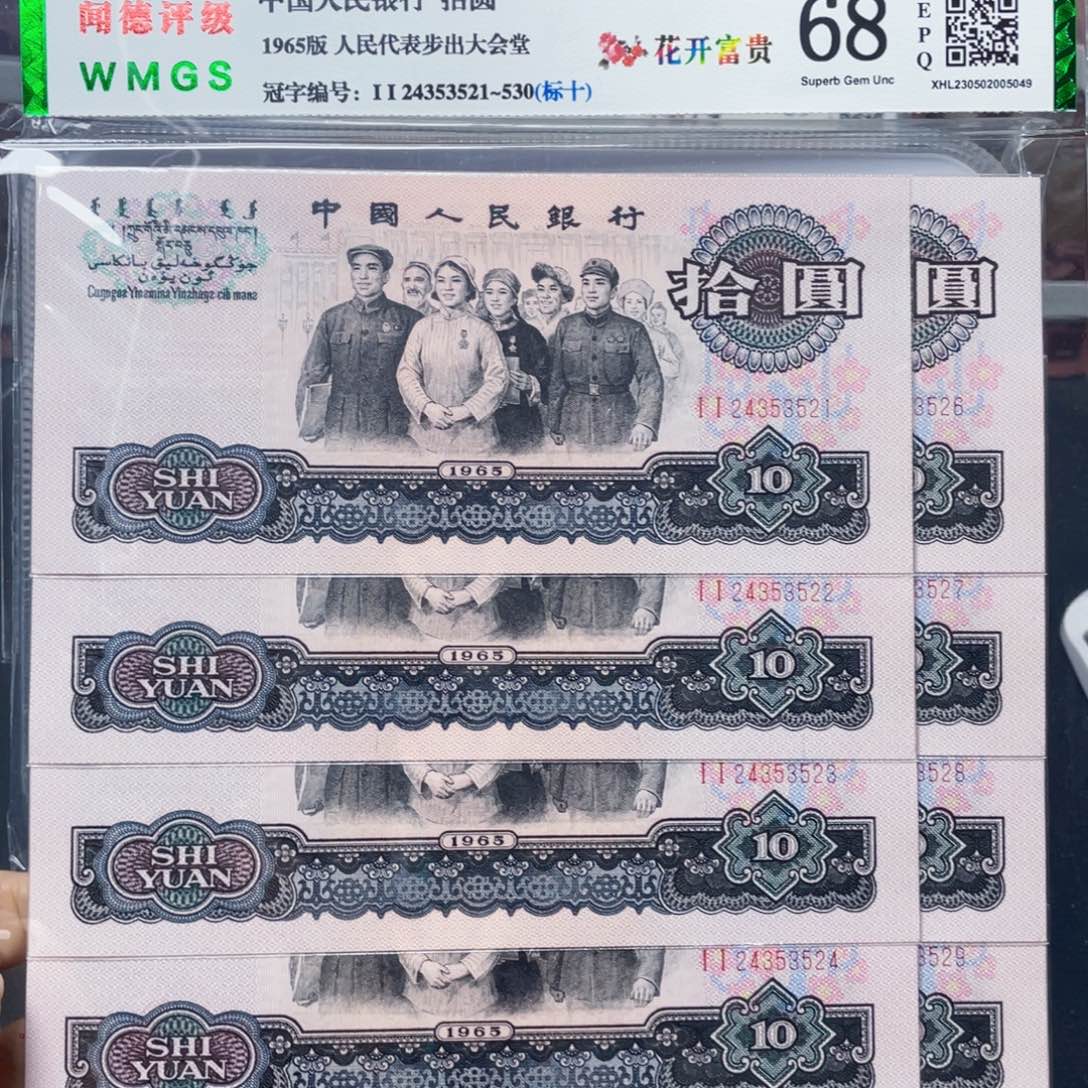 闻德评级
WMGS
中国人民银行 拾圆
1965版 人民代表步出大会堂
冠字编号：I I 24353521~530(标十)
花开富贵
68
Superb Gem Unc
E
P
Q
XHL230502005049
中國人民銀行
拾圓
圓
I I 24353521
3526
SHI
YUAN
1965
10
I I 24353522
3527
SHI
YUAN
1965
10
I I 24353523
3528
SHI
YUAN
1965
10
I I 24353524
3529
SHI
YUAN
1965
10